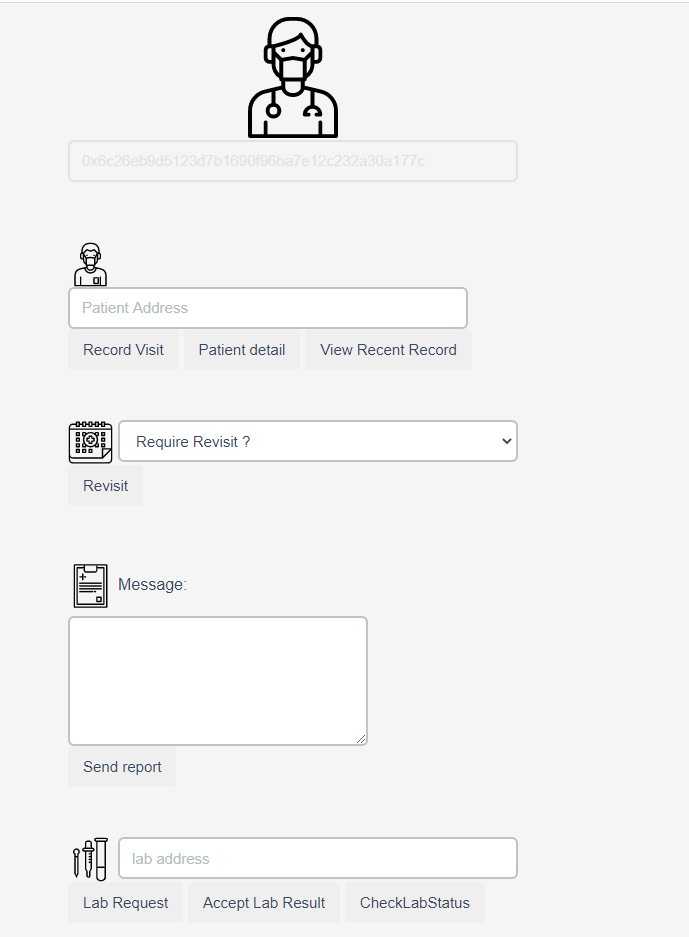 0x6c26eb9d5123d7b1690f96ba7e12c232a30a177c
Patient Address
Record Visit Patient detail View Recent Record
Require Revisit ?
Revisit
Message:
Send report
lab address
Lab Request Accept Lab Result CheckLabStatus